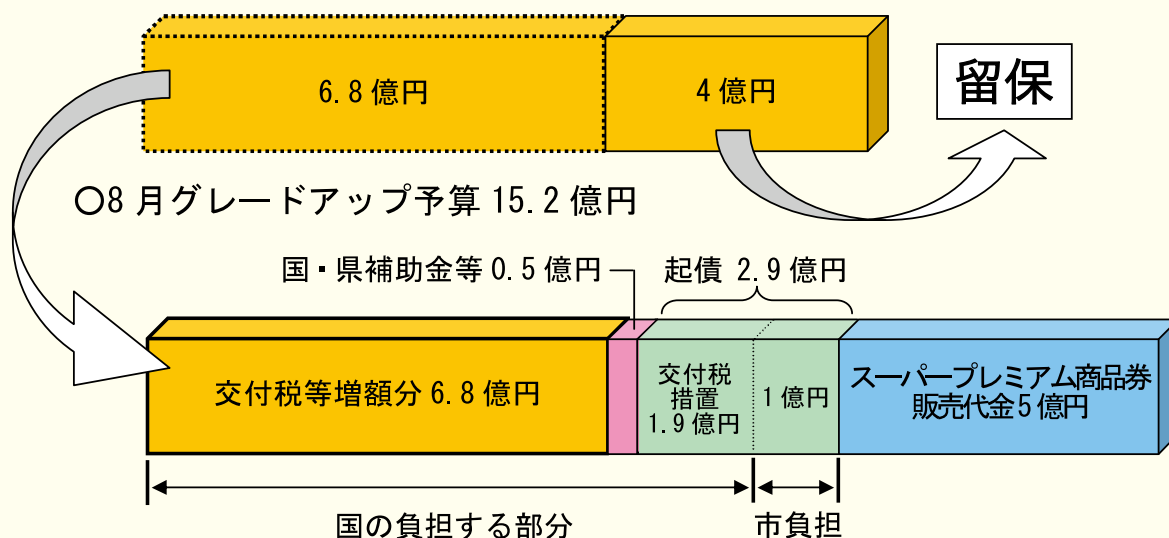 6.8億円
4億円
留保
○8月グレードアップ予算15.2億円
国・県補助金等0.5億円
起債 2.9億円
交付税等増額分6.8億円
交付税
措置
1.9億円
1億円
スーパープレミアム商品券
販売代金5億円
国の負担する部分
市負担